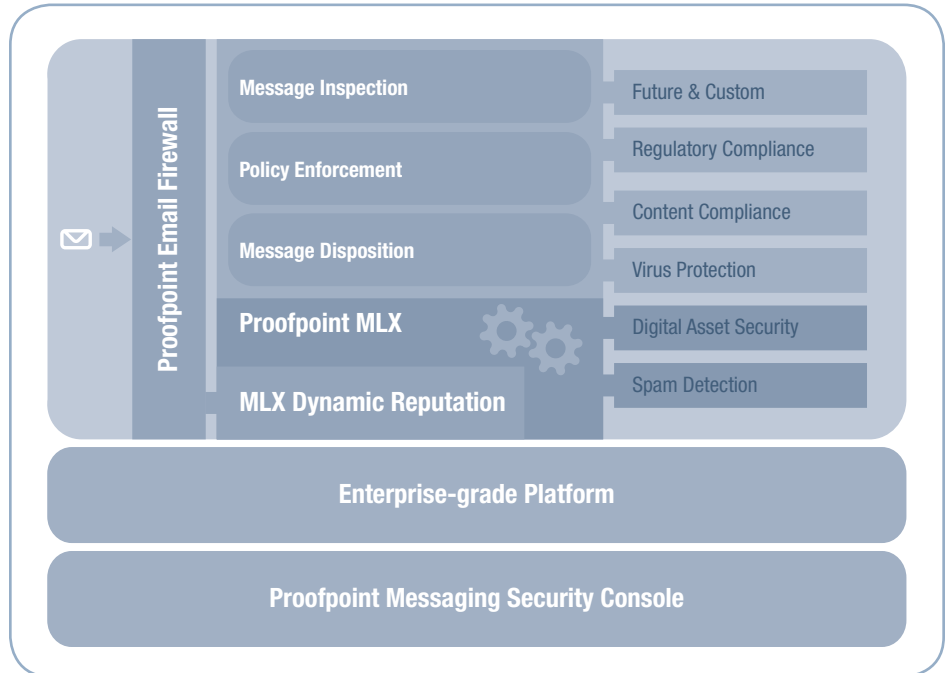 Proofpoint Email Firewall
Message Inspection
Policy Enforcement
Message Disposition
Proofpoint MLX
MLX Dynamic Reputation
Future & Custom
Regulatory Compliance
Content Compliance
Virus Protection
Digital Asset Security
Spam Detection
Enterprise-grade Platform
Proofpoint Messaging Security Console